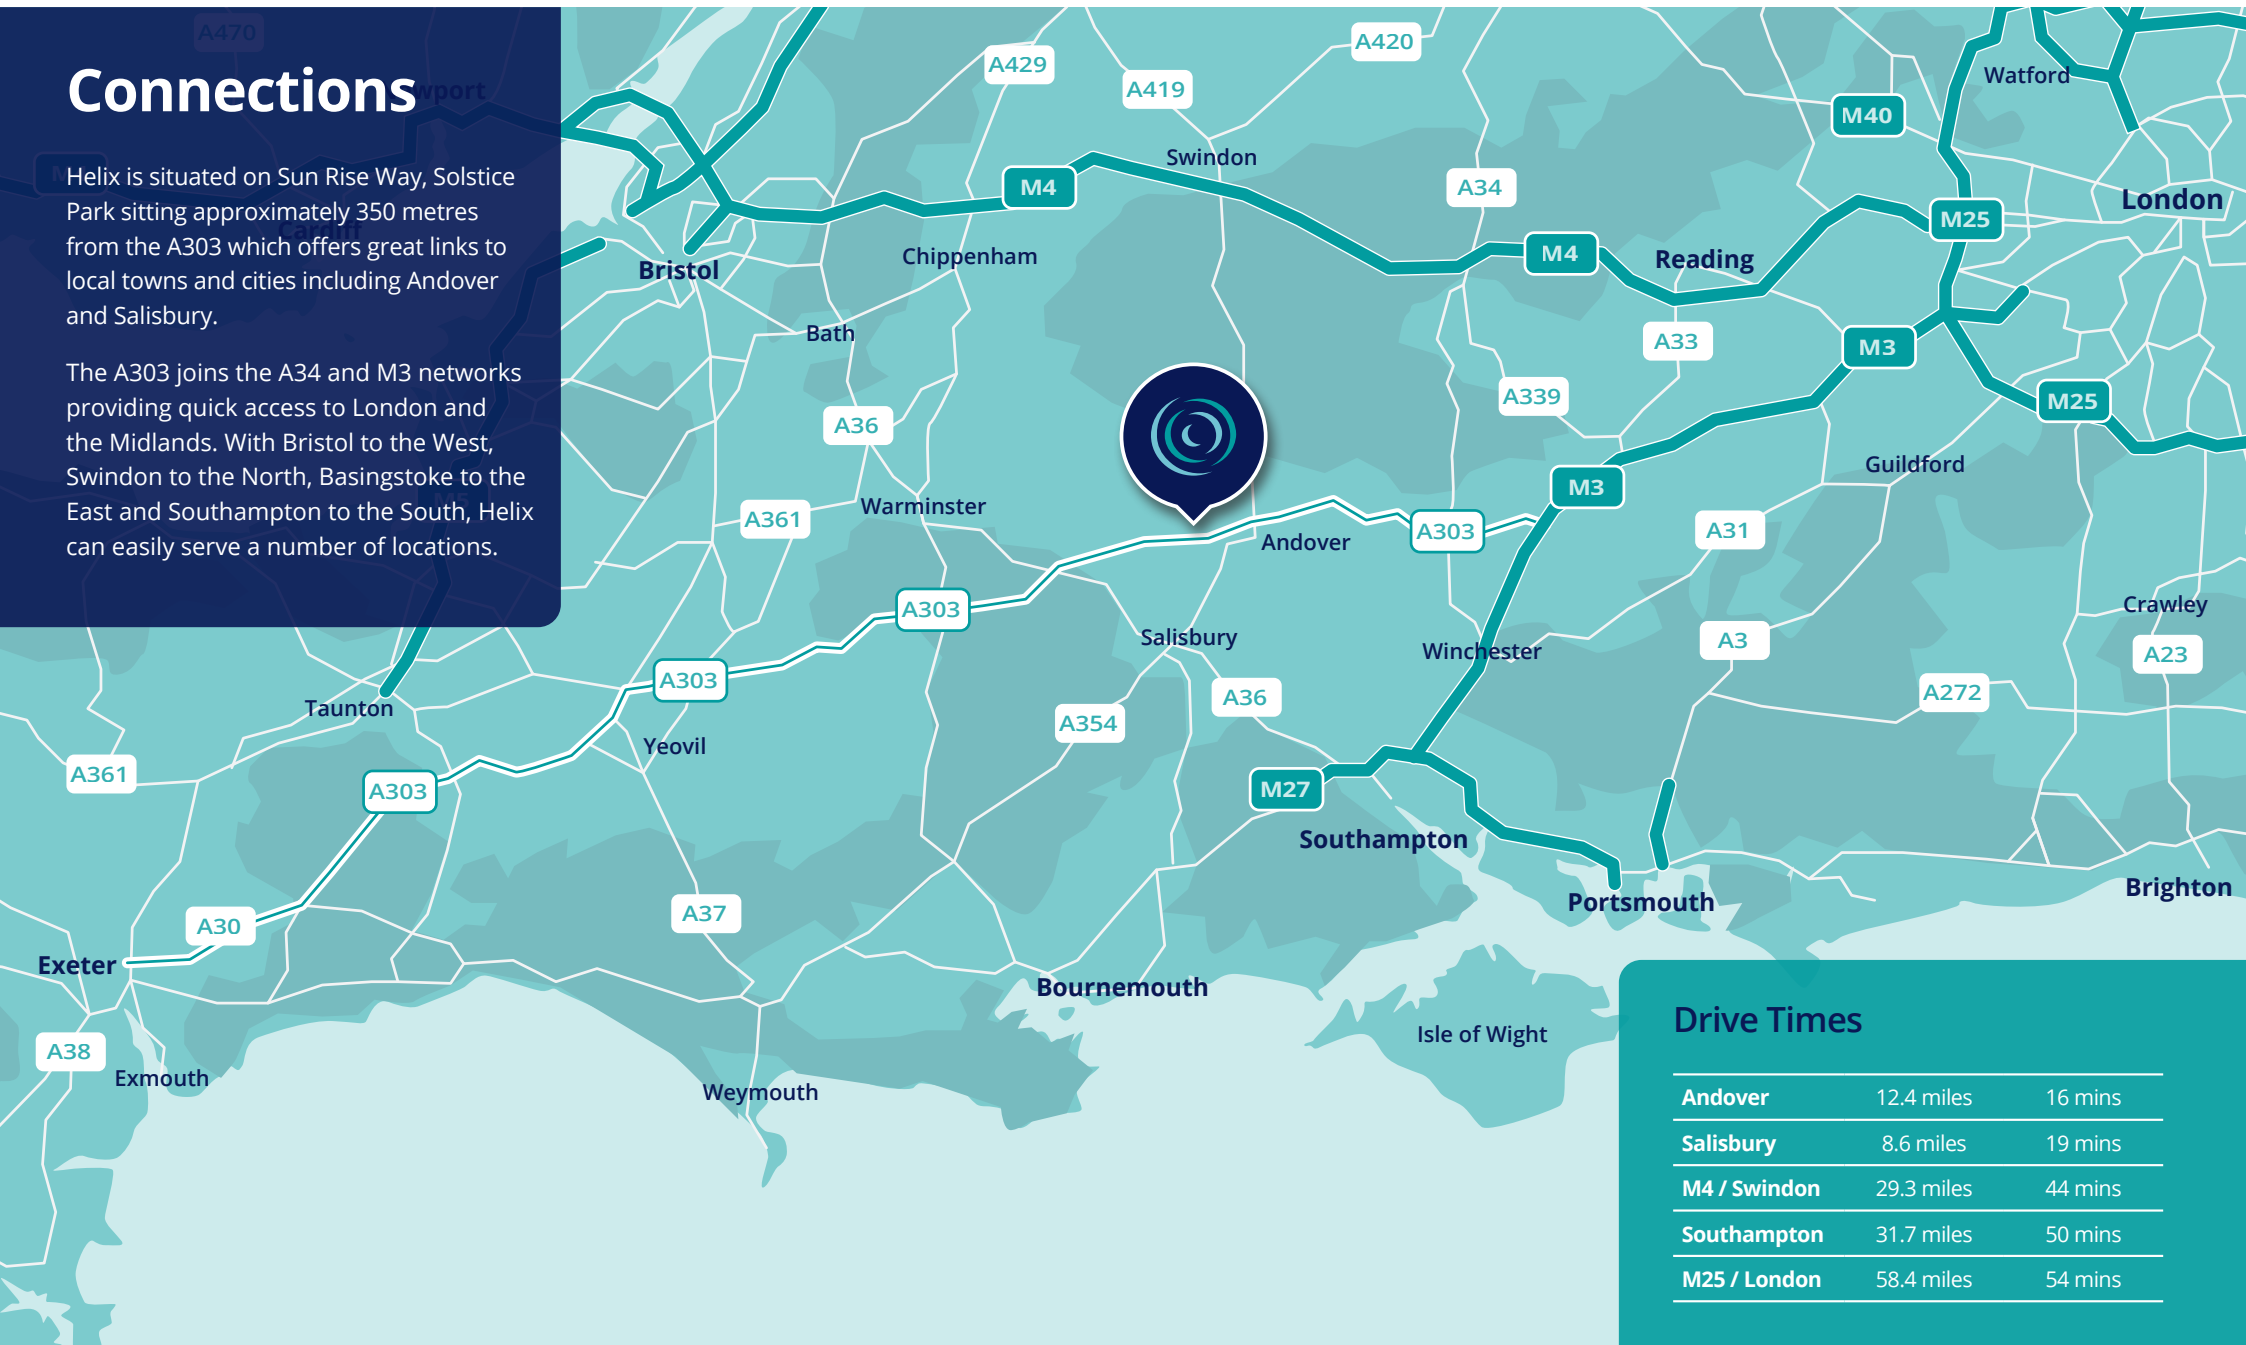 Connections
Helix is situated on Sun Rise Way, Solstice
Park sitting approximately 350 metres
from the A303 which offers great links to
local towns and cities including Andover
and Salisbury.
The A303 joins the A34 and M3 networks
providing quick access to London and
the Midlands. With Bristol to the West,
Swindon to the North, Basingstoke to the
East and Southampton to the South, Helix
can easily serve a number of locations.
A470
wport
Cardiff
M5
A429
A419
A420
Watford
M40
Swindon
M4
A34
London
M25
Chippenham
M4
Reading
Bristol
Bath
A33
M3
A36
A339
M25
Guildford
M3
Warminster
A361
Andover
A303
A31
A303
Crawley
Salisbury
Winchester
A3
A23
A303
A36
A272
Taunton
A354
Yeovil
A361
A303
M27
Southampton
A37
Portsmouth
Brighton
A30
Exeter
Bournemouth
Isle of Wight
A38
Exmouth
Weymouth
Drive Times
Andover 12.4 miles 16 mins
Salisbury 8.6 miles 19 mins
M4 / Swindon 29.3 miles 44 mins
Southampton 31.7 miles 50 mins
M25 / London 58.4 miles 54 mins